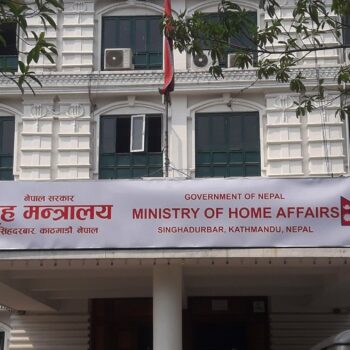 नेपाल सरकार
ह मन्त्रालय
सिंहदरबार, काठमाडौं, नेपाल
GOVERNMENT OF NEPAL
MINISTRY OF HOME AFFAIRS
SINGHADURBAR, KATHMANDU, NEPAL